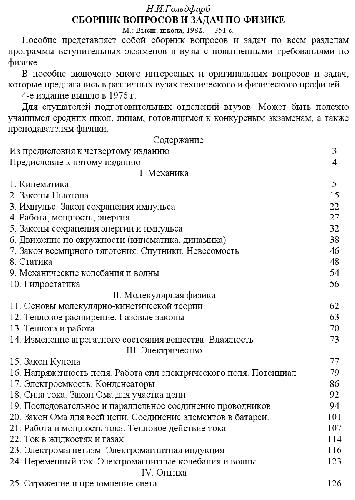 Н.И.Гольдфарб
СБОРНИК ВОПРОСОВ И ЗАДАЧ ПО ФИЗИКЕ
М.: Высш. школа, 1982. — 351 с.
Пособие представляет собой сборник вопросов и задач по всем разделам
программы вступительных экзаменов в вузы с повышенными требованиями по
физике.
В пособие включено много интересных и оригинальных вопросов и задач,
которые предлагались в различных вузах технического и физического профилей.
4-е издание вышло в 1975 г.
Для слушателей подготовительных отделений втузов. Может быть полезно
учащимся средних школ, лицам, готовящимся к конкурсным экзаменам, а также
преподавателям физики.
Содержание
Из предисловия к четвертому изданию 3
Предисловие к пятому изданию 4
I. Механика
1. Кинематика 5
2. Законы Ньютона 15
3. Импульс. Закон сохранения импульса 22
4. Работа, мощность, энергия 27
5. Законы сохранения энергии и импульса 32
6. Движение по окружности (кинематика, динамика) 38
7. Закон всемирного тяготения. Спутники. Невесомость 46
8. Статика 48
9. Механические колебания и волны 54
10. Гидростатика 56
II. Молекулярная физика
11. Основы молекулярно-кинетической теории 62
12. Тепловое расширение. Газовые законы 63
13. Теплота и работа 70
14. Изменение агрегатного состояния вещества. Влажность 73
III. Электричество
15. Закон Кулона 77
16. Напряженность поля. Работа сил электрического поля. Потенциал 79
17. Электроемкость. Конденсаторы 86
18. Сила тока. Закон Ома для участка цепи 92
19. Последовательное и параллельное соединение проводников 94
20. Закон Ома для всей цепи. Соединение элементов в батареи. 101
21. Работа и мощность тока. Тепловое действие тока 107
22. Ток в жидкостях и газах 114
23. Электромагнетизм. Электромагнитная индукция 116
24. Переменный ток. Электромагнитные колебания и волны 123
IV. Оптика
25. Отражение и преломление света 126